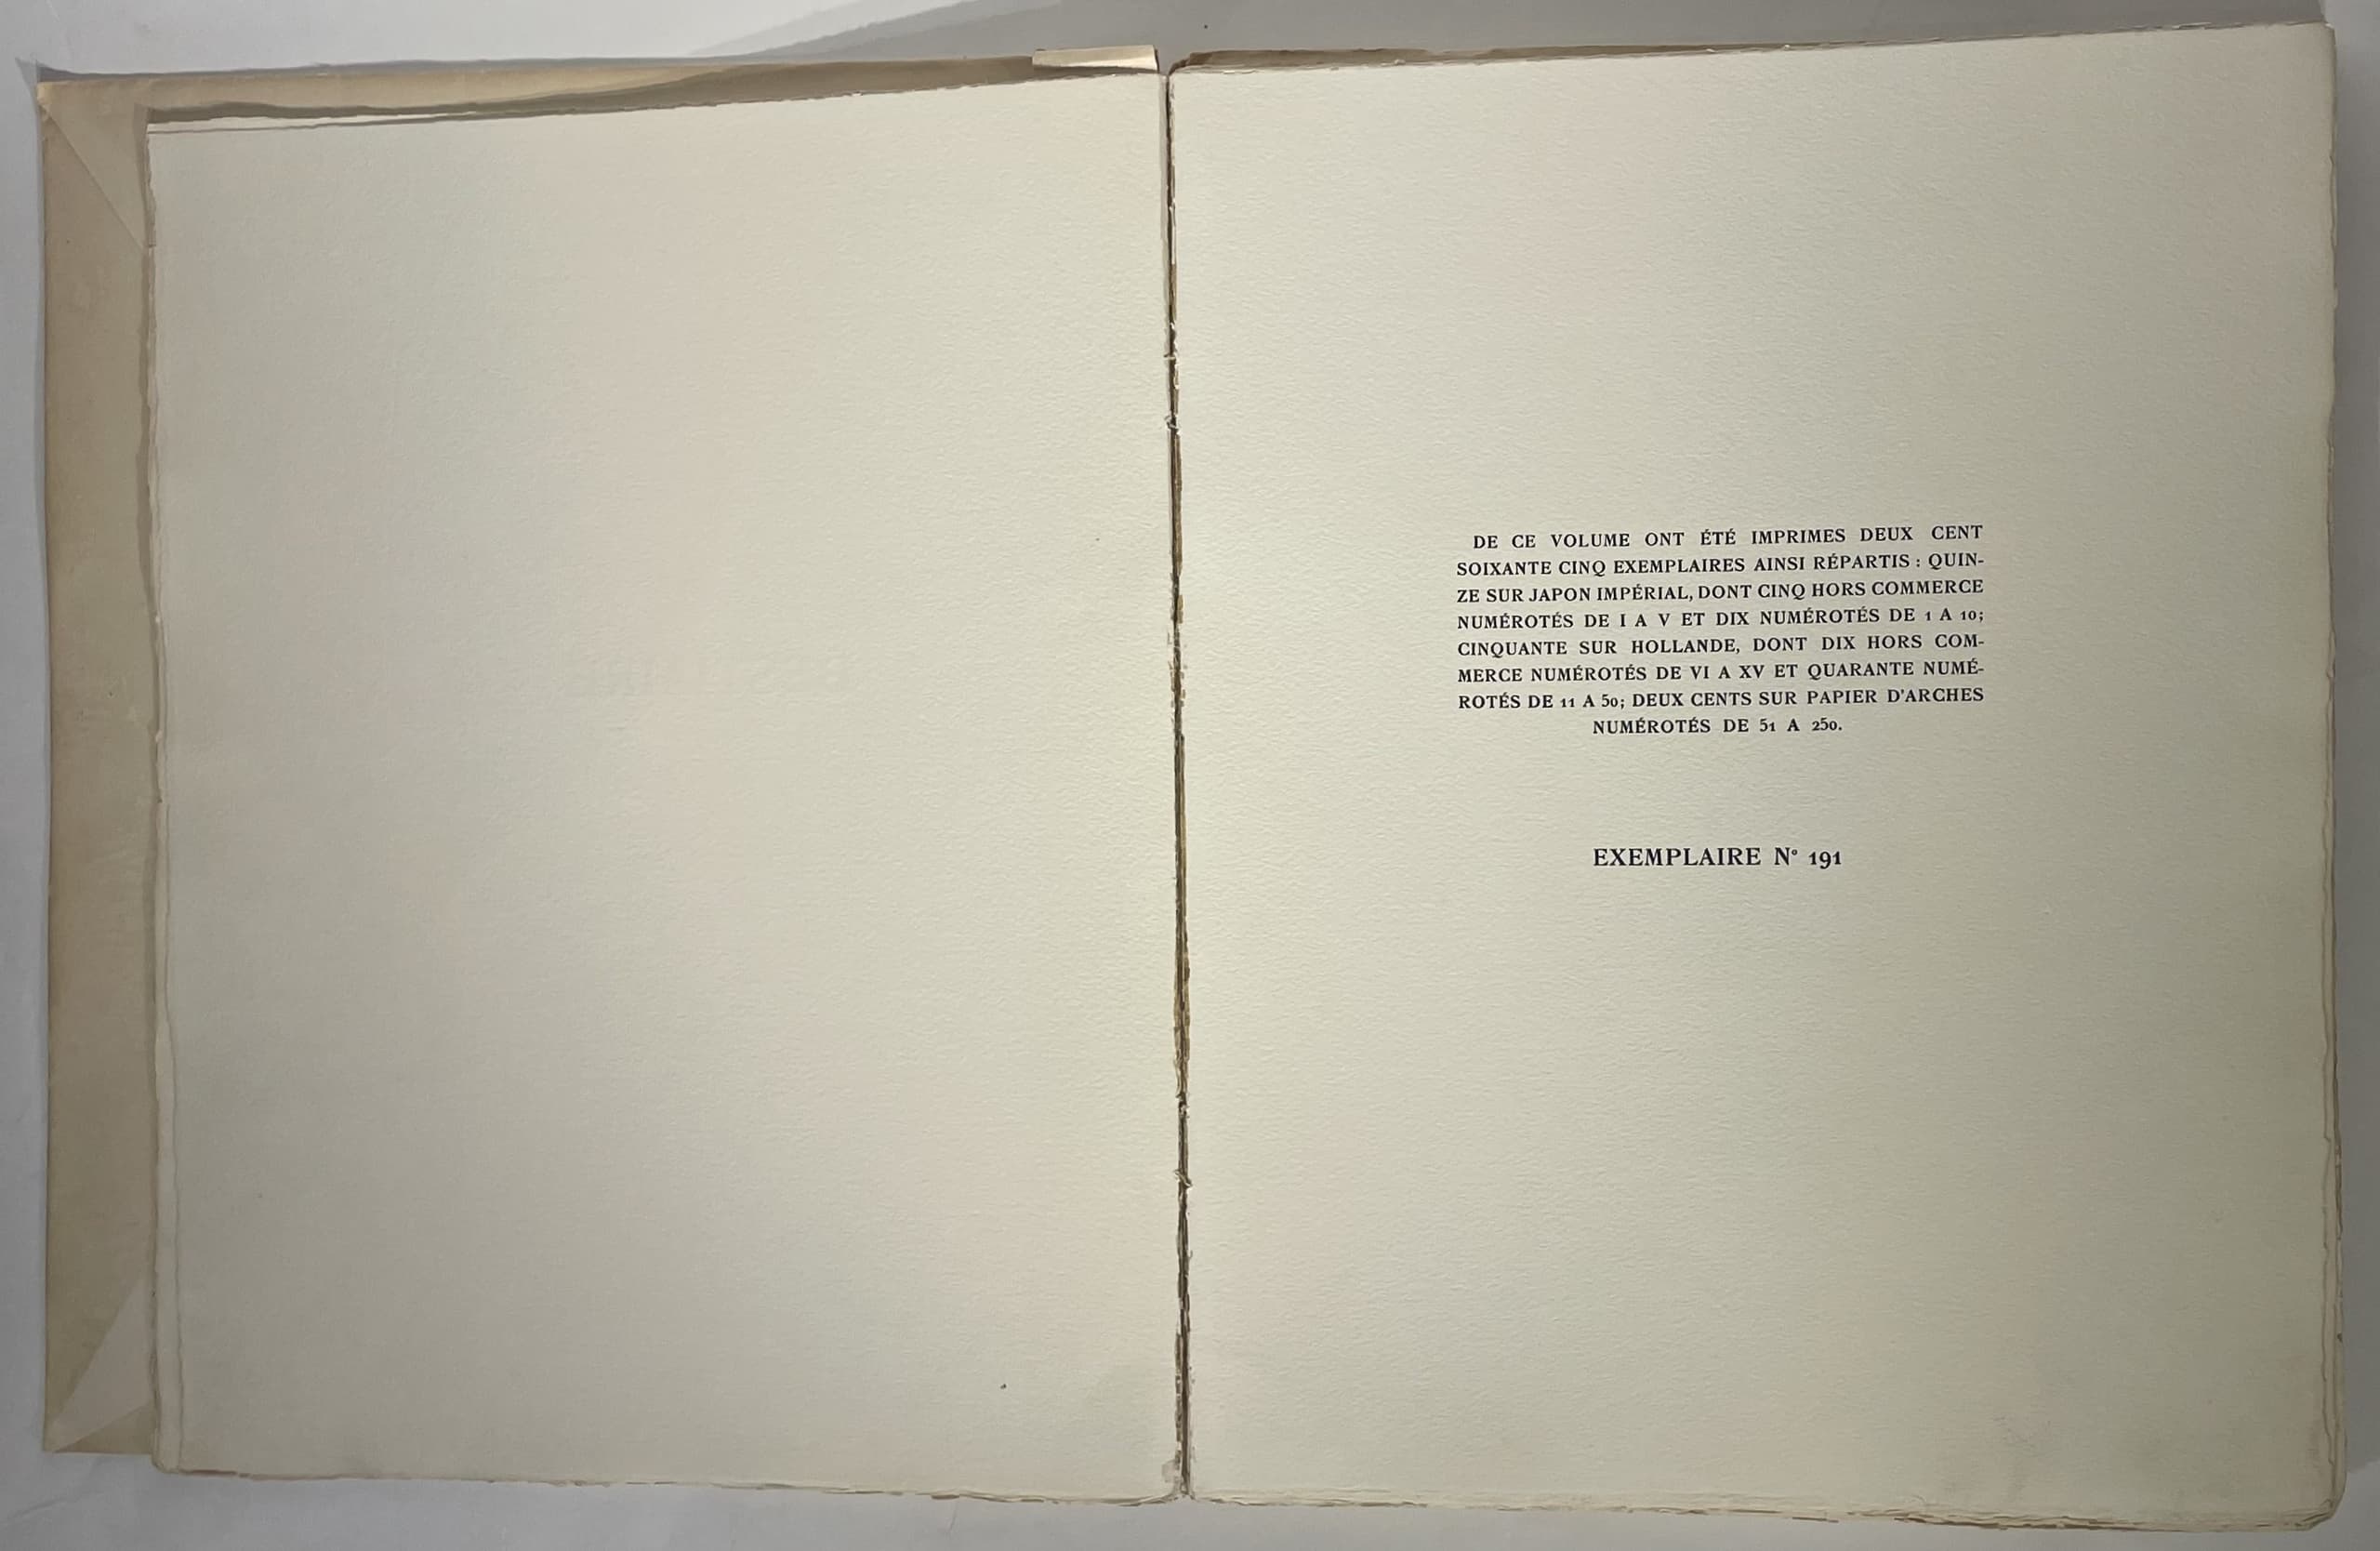 DE CE VOLUME ONT ÉTÉ IMPRIMES DEUX CENT
SOIXANTE CINQ EXEMPLAIRES AINSI RÉPARTIS : QUIN-
ZE SUR JAPON IMPÉRIAL, DONT CINQ HORS COMMERCE
NUMÉROTÉS DE I A V ET DIX NUMÉROTÉS DE 1 A 10;
CINQUANTE SUR HOLLANDE, DONT DIX HORS COM-
MERCE NUMÉROTÉS DE VI A XV ET QUARANTE NUMÉ-
ROTÉS DE 11 A 50; DEUX CENTS SUR PAPIER D'ARCHES
NUMÉROTÉS DE 51 A 250.
EXEMPLAIRE N° 191